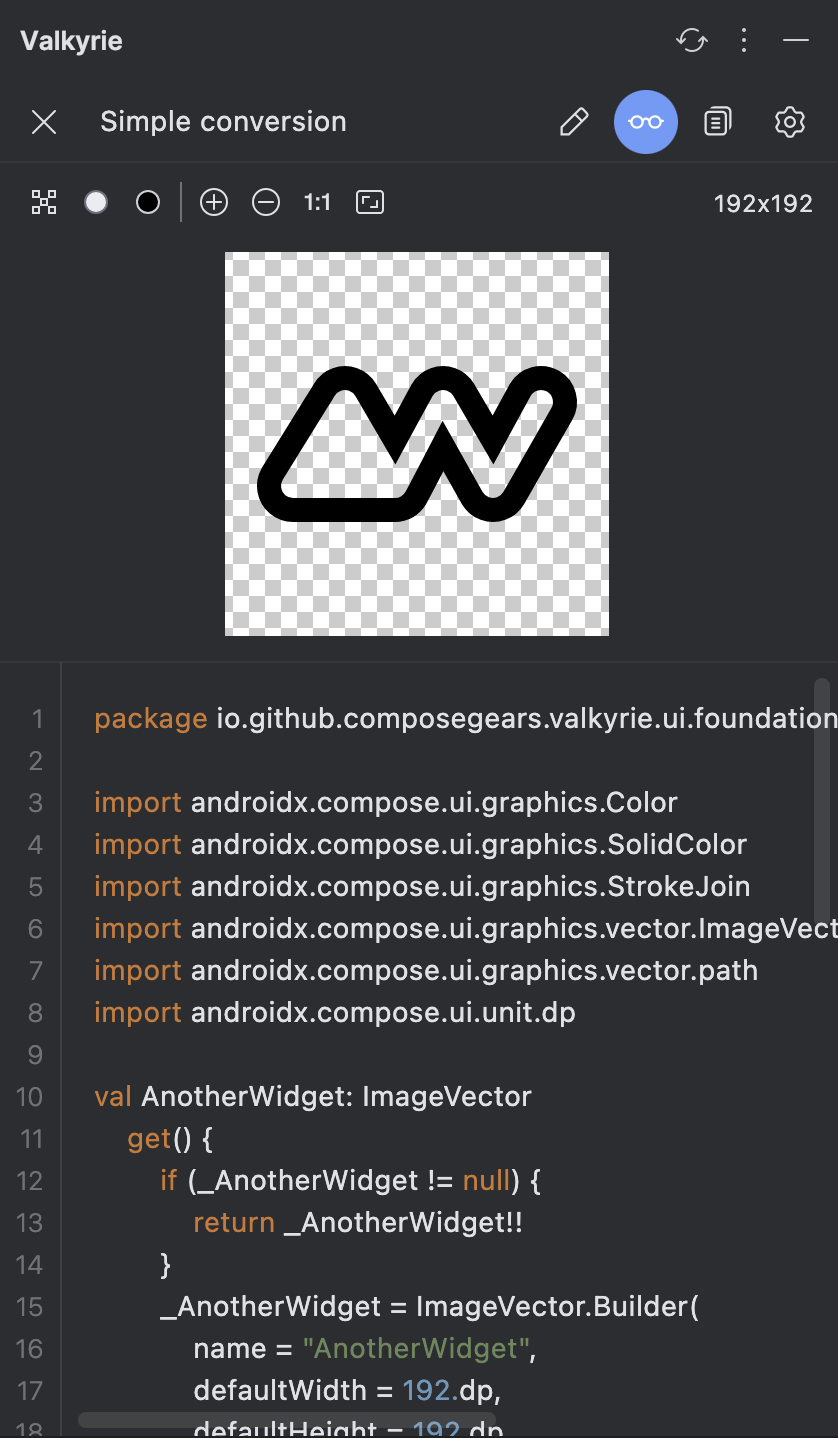 Valkyrie
Simple conversion
1:1
192x192
1 package io.github.composegears.valkyrie.ui.foundation
2
3 import androidx.compose.ui.graphics.Color
4 import androidx.compose.ui.graphics.SolidColor
5 import androidx.compose.ui.graphics.StrokeJoin
6 import androidx.compose.ui.graphics.vector.ImageVect
7 import androidx.compose.ui.graphics.vector.path
8 import androidx.compose.ui.unit.dp
9
10 val AnotherWidget: ImageVector
11 get() {
12 if (_AnotherWidget != null) {
13 return _AnotherWidget!!
14 }
15 _AnotherWidget = ImageVector.Builder(
16 name = "AnotherWidget",
17 defaultWidth = 192.dp,
18 defaultHeight = 192.dp